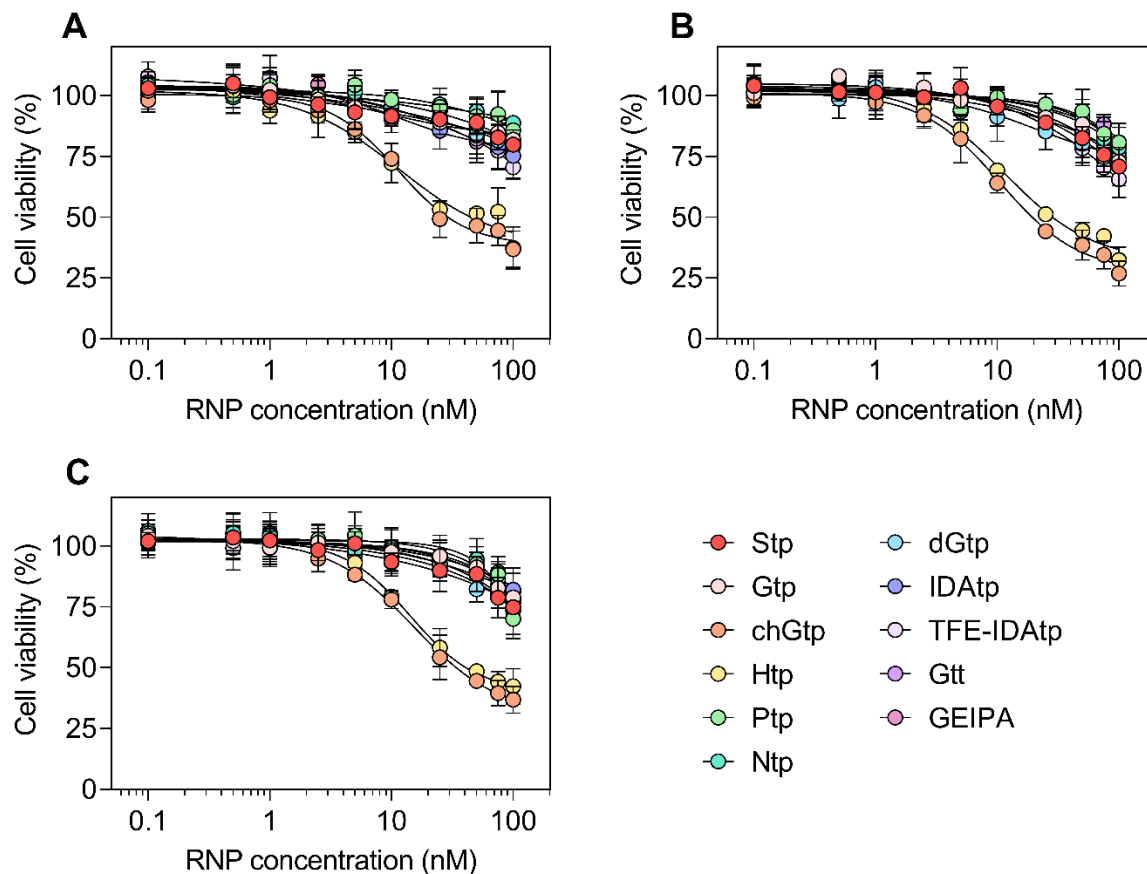 A
Cell viability (%)
100
75
50
25
0
0.1 1 10 100
RNP concentration (nM)
B
Cell viability (%)
100
75
50
25
0
0.1 1 10 100
RNP concentration (nM)
C
Cell viability (%)
100
75
50
25
0
0.1 1 10 100
RNP concentration (nM)
Stp
Gtp
chGtp
Htp
Ptp
Ntp
dGtp
IDAtp
TFE-IDAtp
Gtt
GEIPA